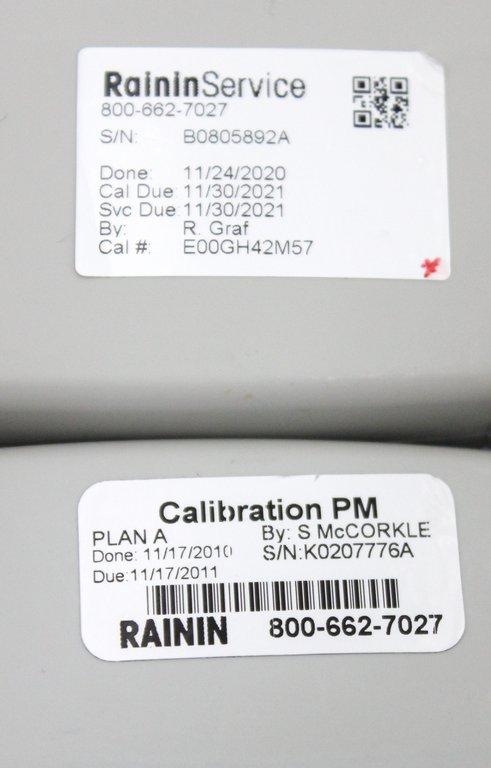 RaininService
800-662-7027
S/N: B0805892A
Done: 11/24/2020
Cal Due: 11/30/2021
Svc Due: 11/30/2021
By: R. Graf
Cal #: E00GH42M57
Calibration PM
PLAN A By: S McCORKLE
Done: 11/17/2010 S/N:K0207776A
Due:11/17/2011
RAININ 800-662-7027